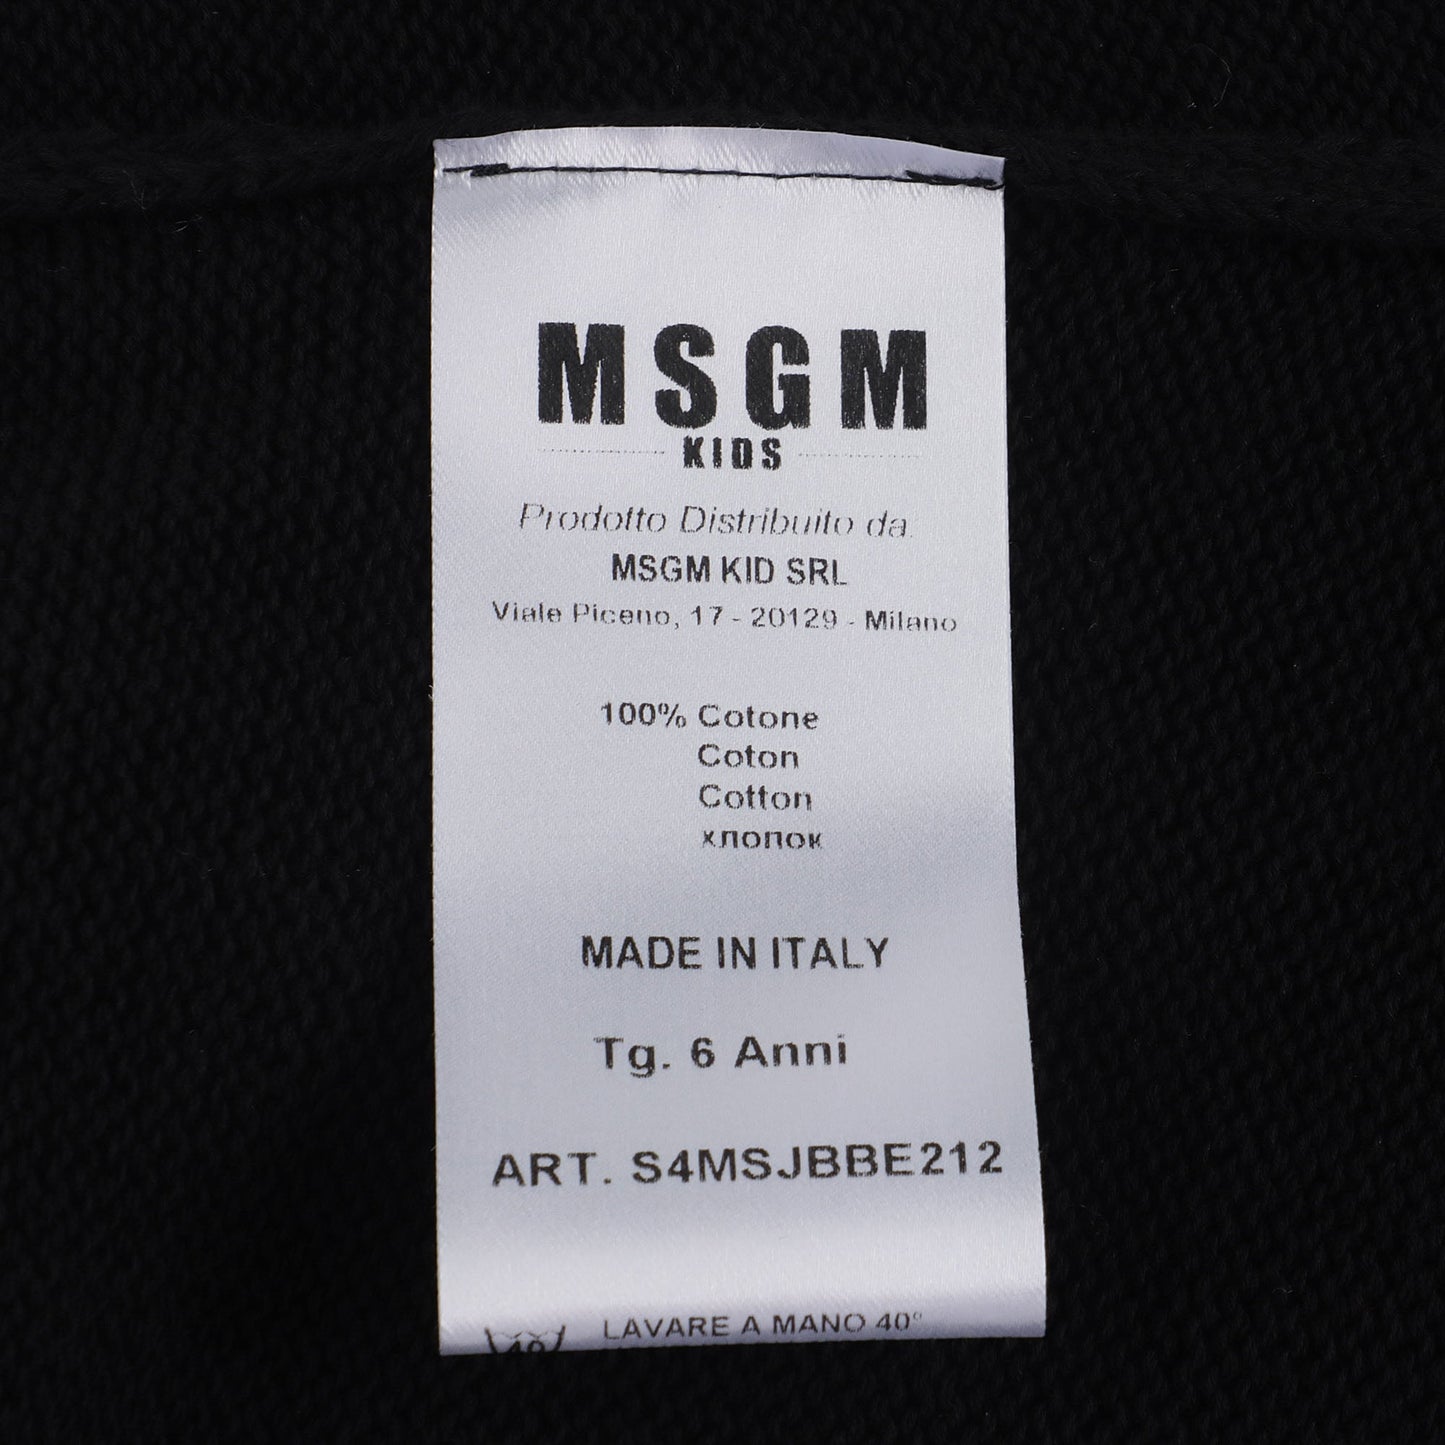 MSGM
KIDS
Prodotto Distribuito da:
MSGM KID SRL
Viale Piceno, 17 - 20129 - Milano
100% Cotone
Coton
Cotton
хлопок
MADE IN ITALY
Tg. 6 Anni
ART. S4MSJBBE212
40 LAVARE A MANO 40°